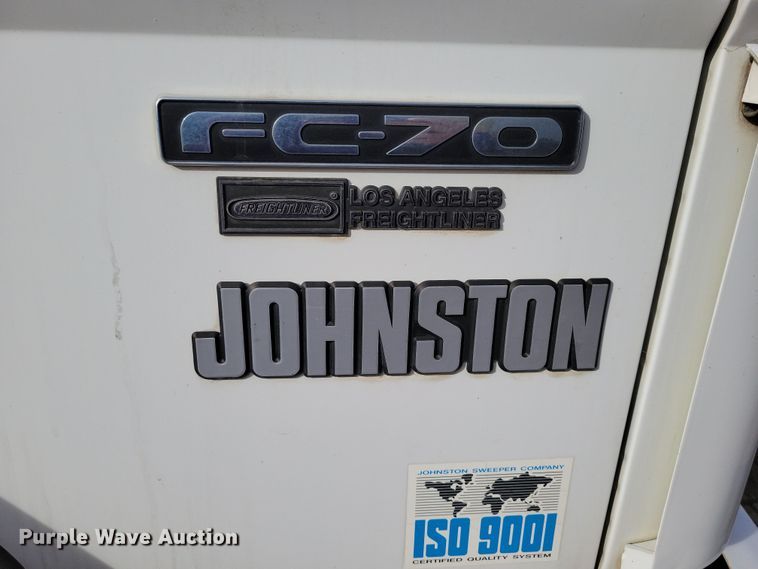 FC-70
FREIGHTLINER ®
LOS ANGELES
FREIGHTLINER
JOHNSTON
JOHNSTON SWEEPER COMPANY
ISO 9001
CERTIFIED QUALITY SYSTEM
Purple Wave Auction